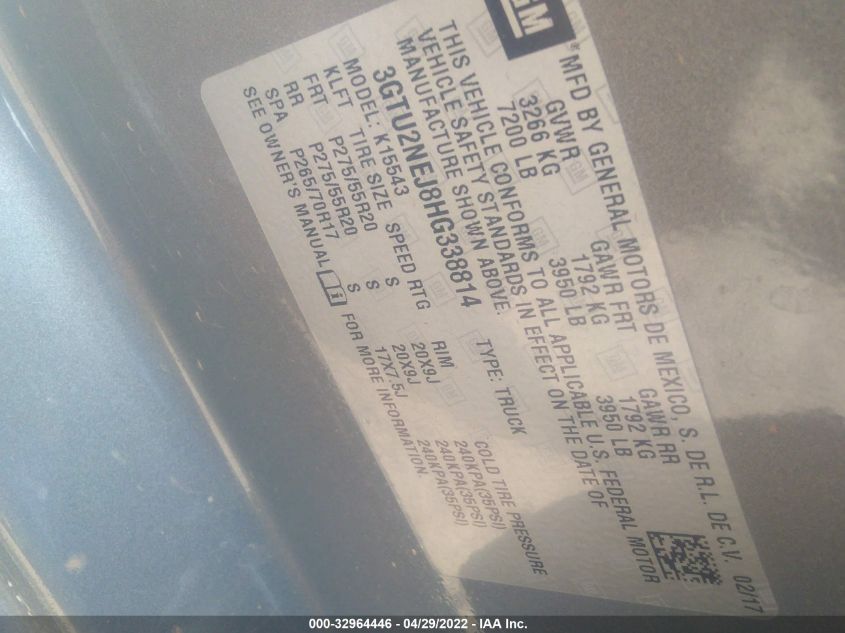 GM
MFD BY GENERAL MOTORS DE MEXICO, S. DE R.L. DE C.V. 02/17
GVWR GAWR FRT GAWR RR
3266 KG 1792 KG 1792 KG
7200 LB 3950 LB 3950 LB
THIS VEHICLE CONFORMS TO ALL APPLICABLE U.S. FEDERAL MOTOR
VEHICLE SAFETY STANDARDS IN EFFECT ON THE DATE OF
MANUFACTURE SHOWN ABOVE.
3GTU2NEJ8HG338814 TYPE: TRUCK
MODEL: K15543
KLFT TIRE SIZE SPEED RTG RIM COLD TIRE PRESSURE
FRT P275/55R20 S 20X9J 240KPA(35PSI)
RR P275/55R20 S 20X9J 240KPA(35PSI)
SPA P265/70R17 17X7.5J 240KPA(35PSI)
SEE OWNER'S MANUAL FOR MORE INFORMATION.
000-32964446 - 04/29/2022 - IAA Inc.